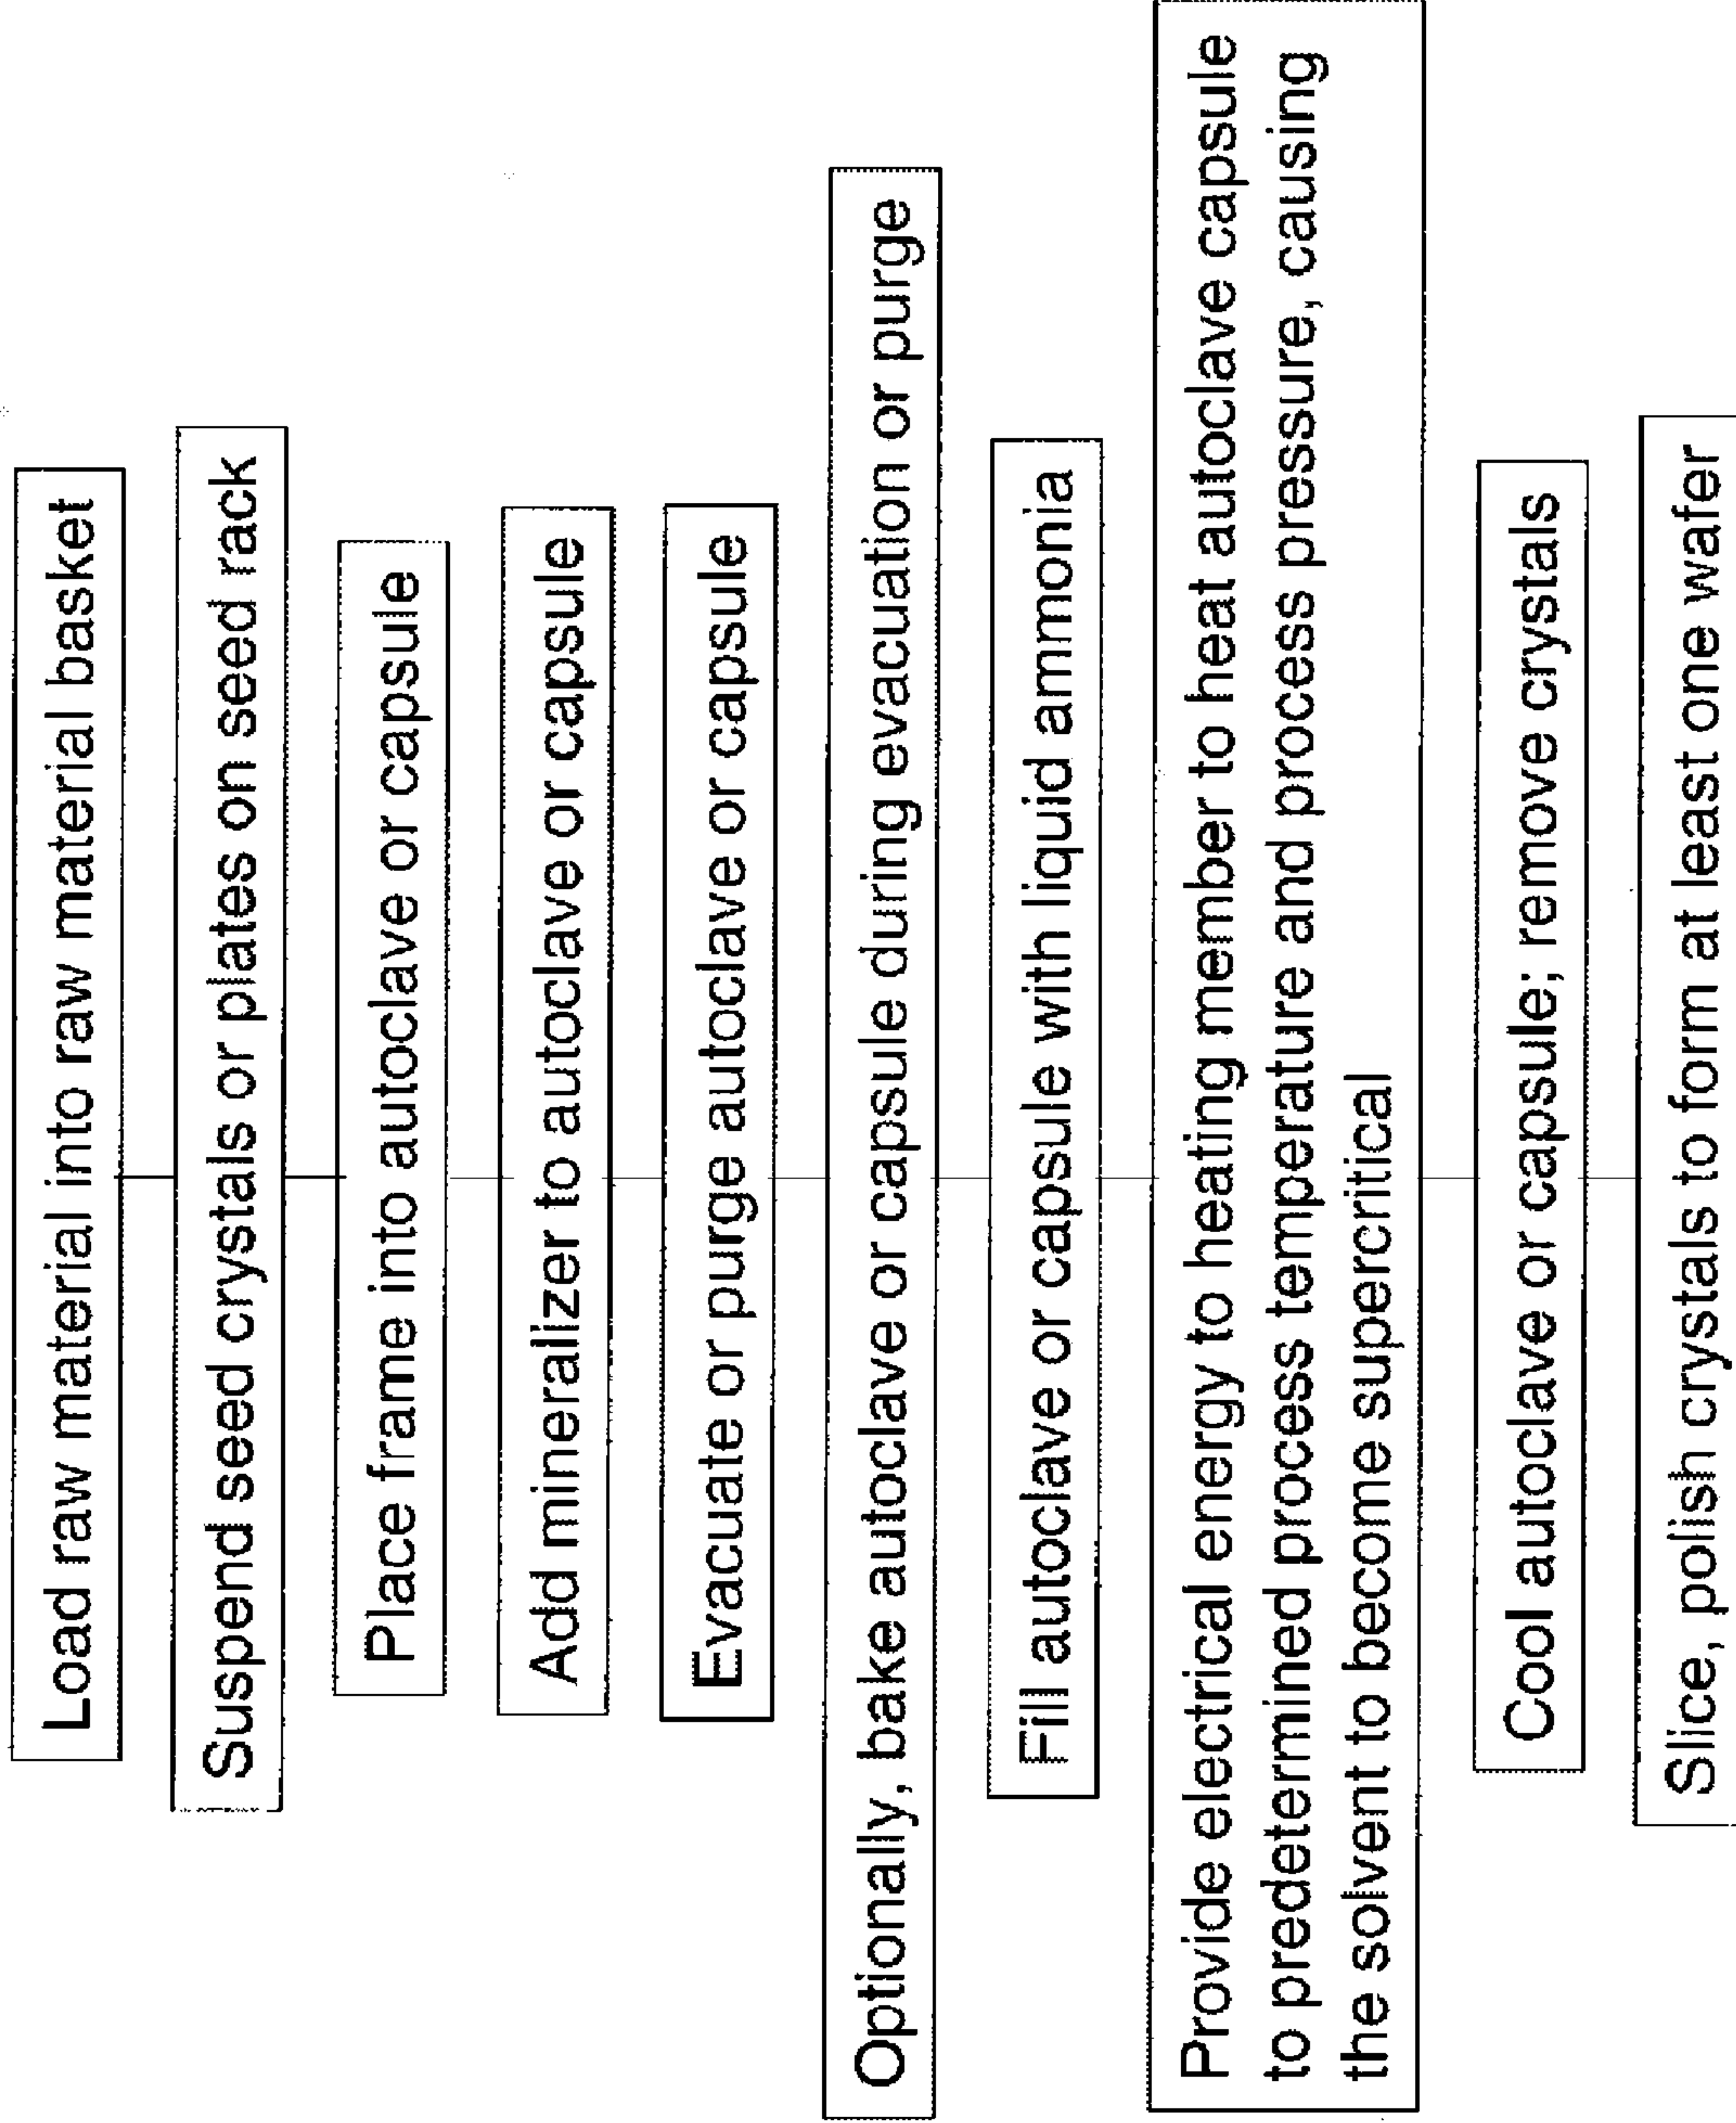 Load raw material into raw material basket
Suspend seed crystals or plates on seed rack
Place frame into autoclave or capsule
Add mineralizer to autoclave or capsule
Evacuate or purge autoclave or capsule
Optionally, bake autoclave or capsule during evacuation or purge
Fill autoclave or capsule with liquid ammonia
Provide electrical energy to heating member to heat autoclave capsule
to predetermined process temperature and process pressure, causing
the solvent to become supercritical
Cool autoclave or capsule; remove crystals
Slice, polish crystals to form at least one wafer